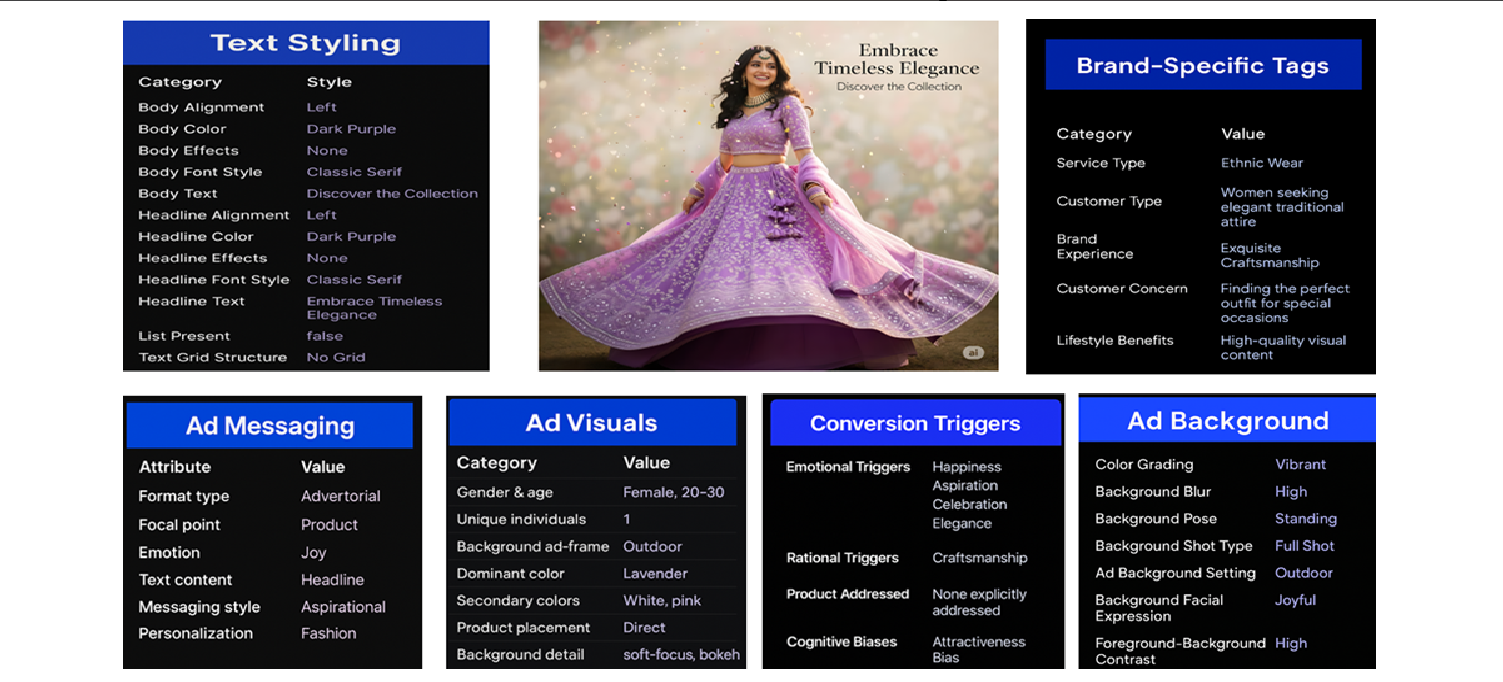 Text Styling
Category Style
Body Alignment Left
Body Color Dark Purple
Body Effects None
Body Font Style Classic Serif
Body Text Discover the Collection
Headline Alignment Left
Headline Color Dark Purple
Headline Effects None
Headline Font Style Classic Serif
Headline Text Embrace Timeless
Elegance
List Present false
Text Grid Structure No Grid
Embrace
Timeless Elegance
Discover the Collection
ai
Brand-Specific Tags
Category Value
Service Type Ethnic Wear
Customer Type Women seeking
elegant traditional
attire
Brand
Experience Exquisite
Craftsmanship
Customer Concern Finding the perfect
outfit for special
occasions
Lifestyle Benefits High-quality visual
content
Ad Messaging
Attribute Value
Format type Advertorial
Focal point Product
Emotion Joy
Text content Headline
Messaging style Aspirational
Personalization Fashion
Ad Visuals
Category Value
Gender & age Female, 20-30
Unique individuals 1
Background ad-frame Outdoor
Dominant color Lavender
Secondary colors White, pink
Product placement Direct
Background detail soft-focus, bokeh
Conversion Triggers
Emotional Triggers Happiness
Aspiration
Celebration
Elegance
Rational Triggers Craftsmanship
Product Addressed None explicitly
addressed
Cognitive Biases Attractiveness
Bias
Ad Background
Color Grading Vibrant
Background Blur High
Background Pose Standing
Background Shot Type Full Shot
Ad Background Setting Outdoor
Background Facial Joyful
Expression
Foreground-Background High
Contrast